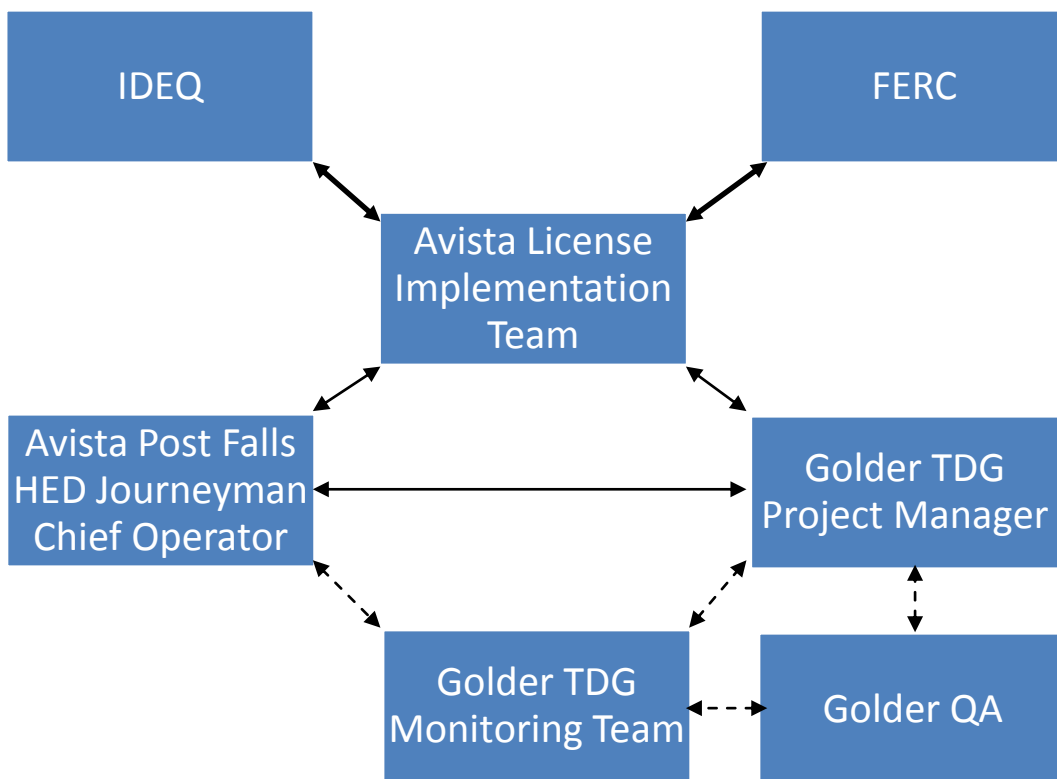 IDEQ
FERC
Avista License
Implementation
Team
Avista Post Falls
HED Journeyman
Chief Operator
Golder TDG
Project Manager
Golder TDG
Monitoring Team
Golder QA